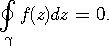 ∮_γ f(z)dz = 0.